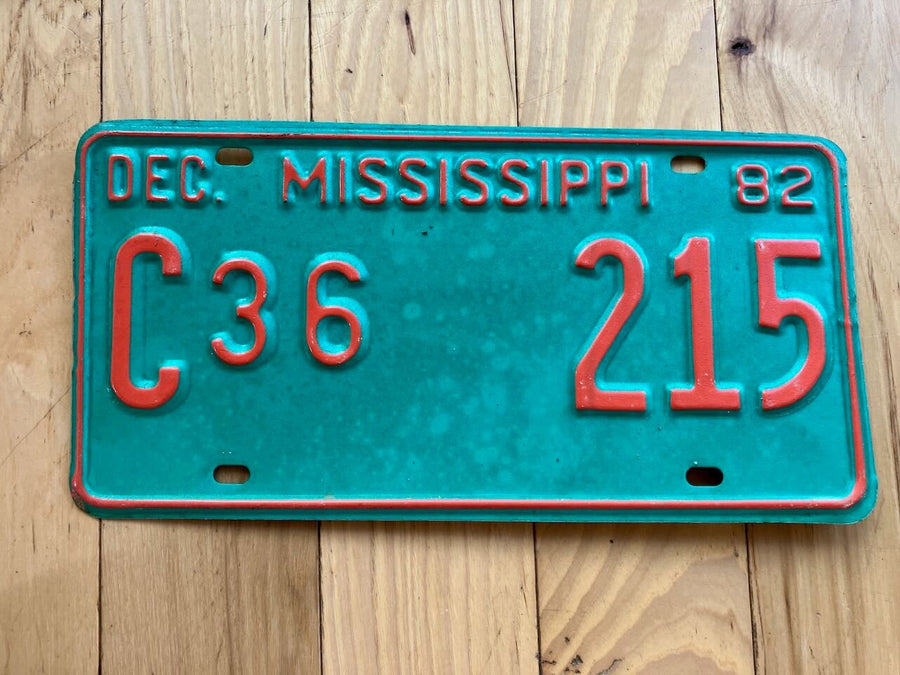 DEC. MISSISSIPPI 82
C36 215